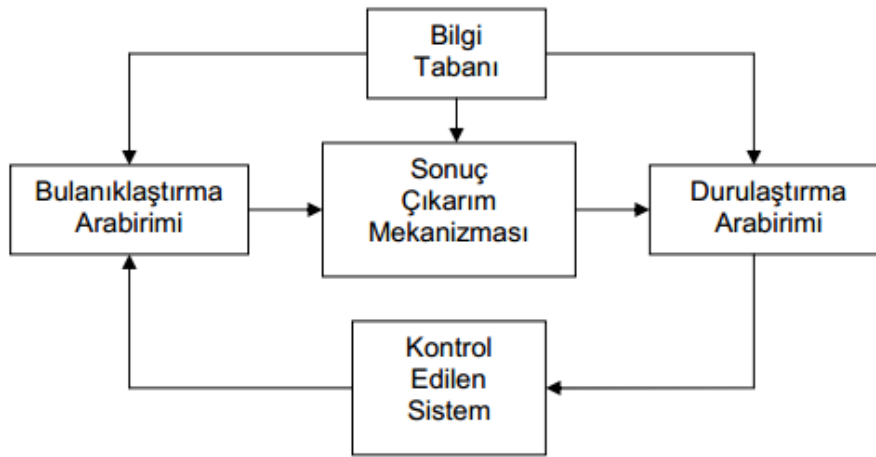 Bilgi
Tabanı
Bulanıklaştırma
Arabirimi
Sonuç
Çıkarım
Mekanizması
Durulaştırma
Arabirimi
Kontrol
Edilen
Sistem